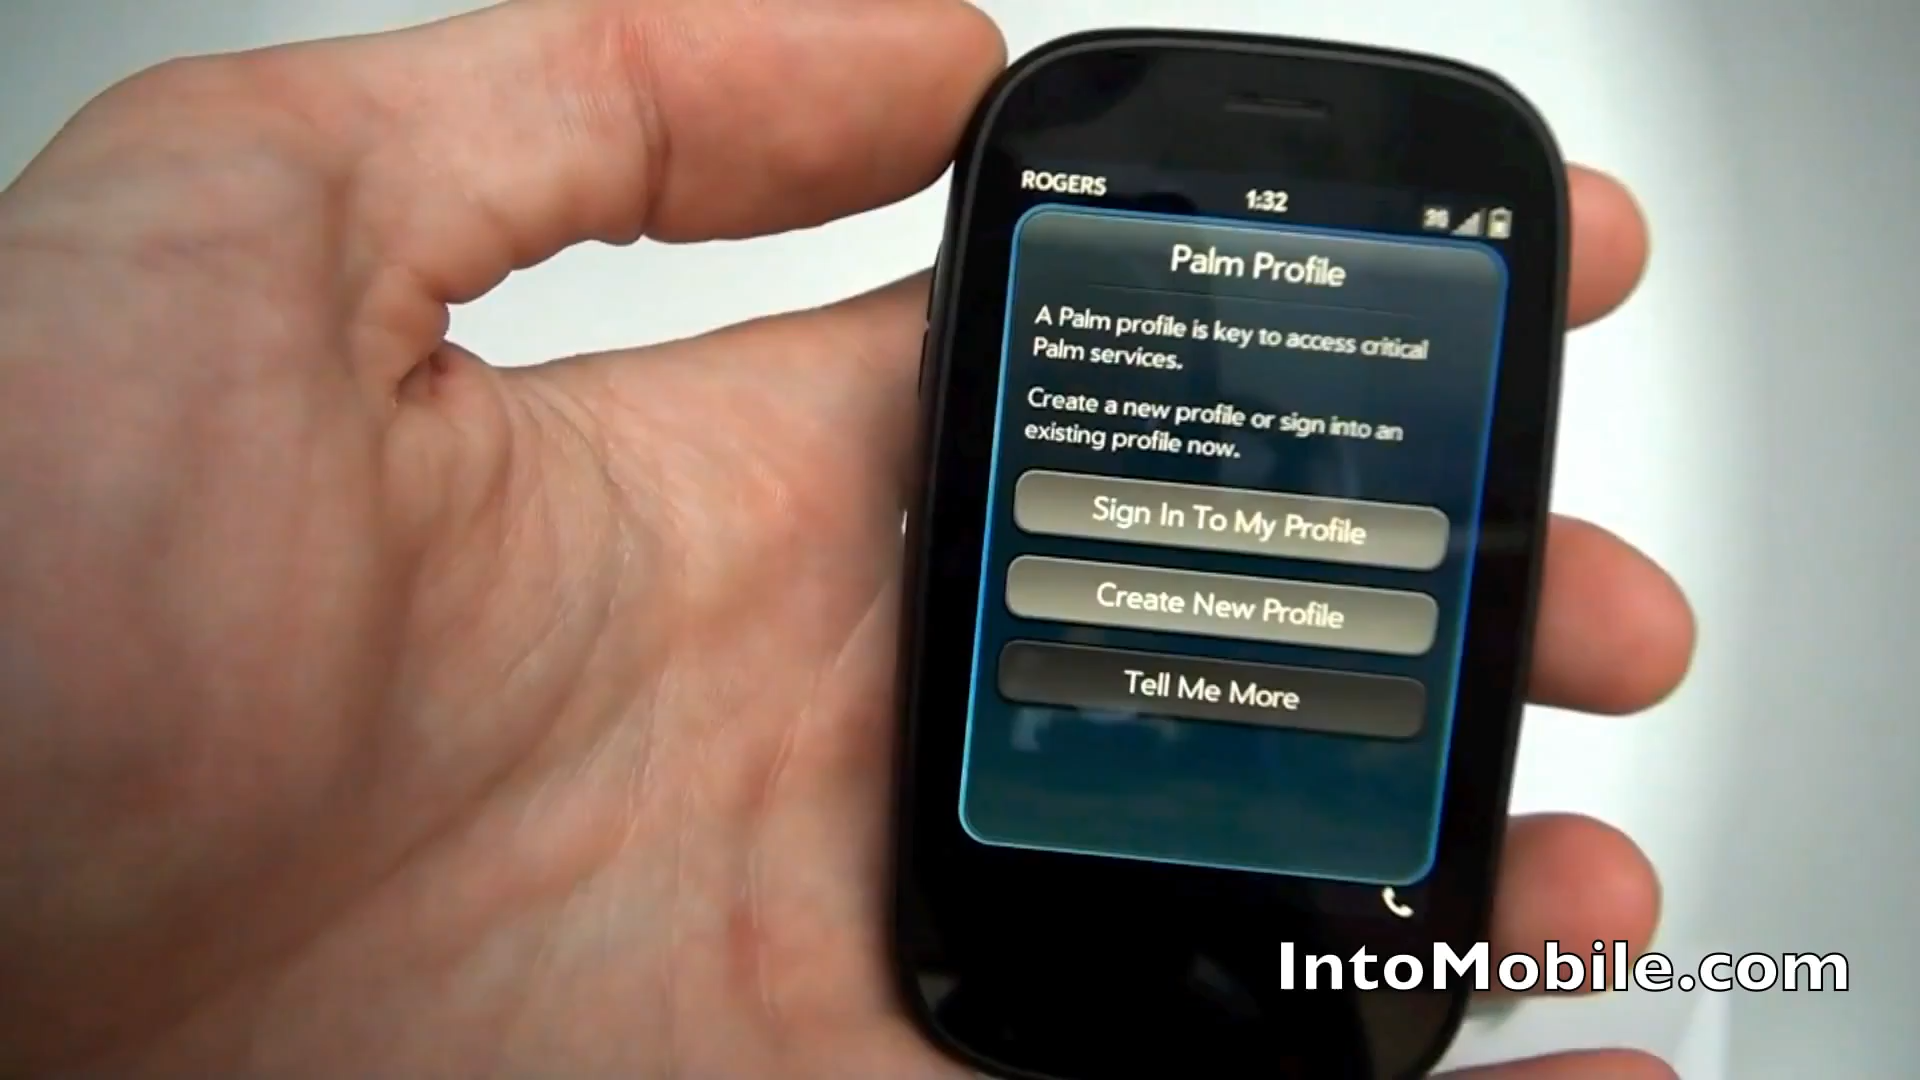 ROGERS
1:32
3G
Palm Profile
A Palm profile is key to access critical
Palm services.
Create a new profile or sign into an
existing profile now.
Sign In To My Profile
Create New Profile
Tell Me More
IntoMobile.com